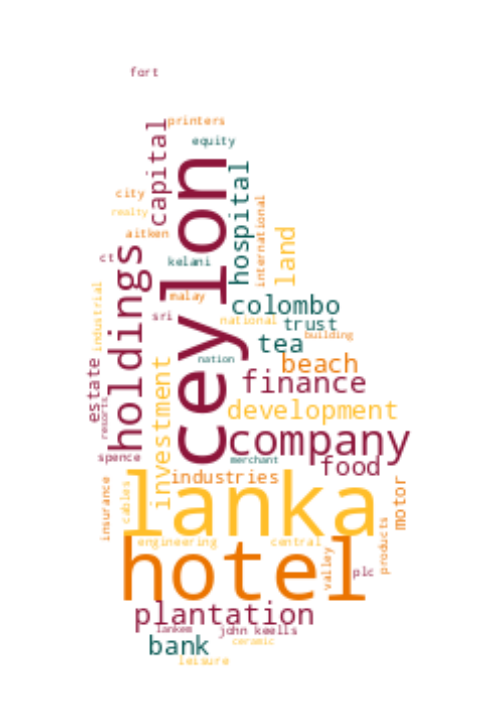 fort
printers
capital
equity
ceylon
hospital
city
international
realty
land
aitken
ct
kelani
holdings
industrial
malay
colombo
sri
national
trust
building
tea
nation
beach
estate
investment
finance
resorts
development
company
spence
merchant
food
industries
lanka
insurance
cables
motor
products
engineering
central
hotel
valley
plc
plantation
lankem
john keells
bank
ceramic
leisure